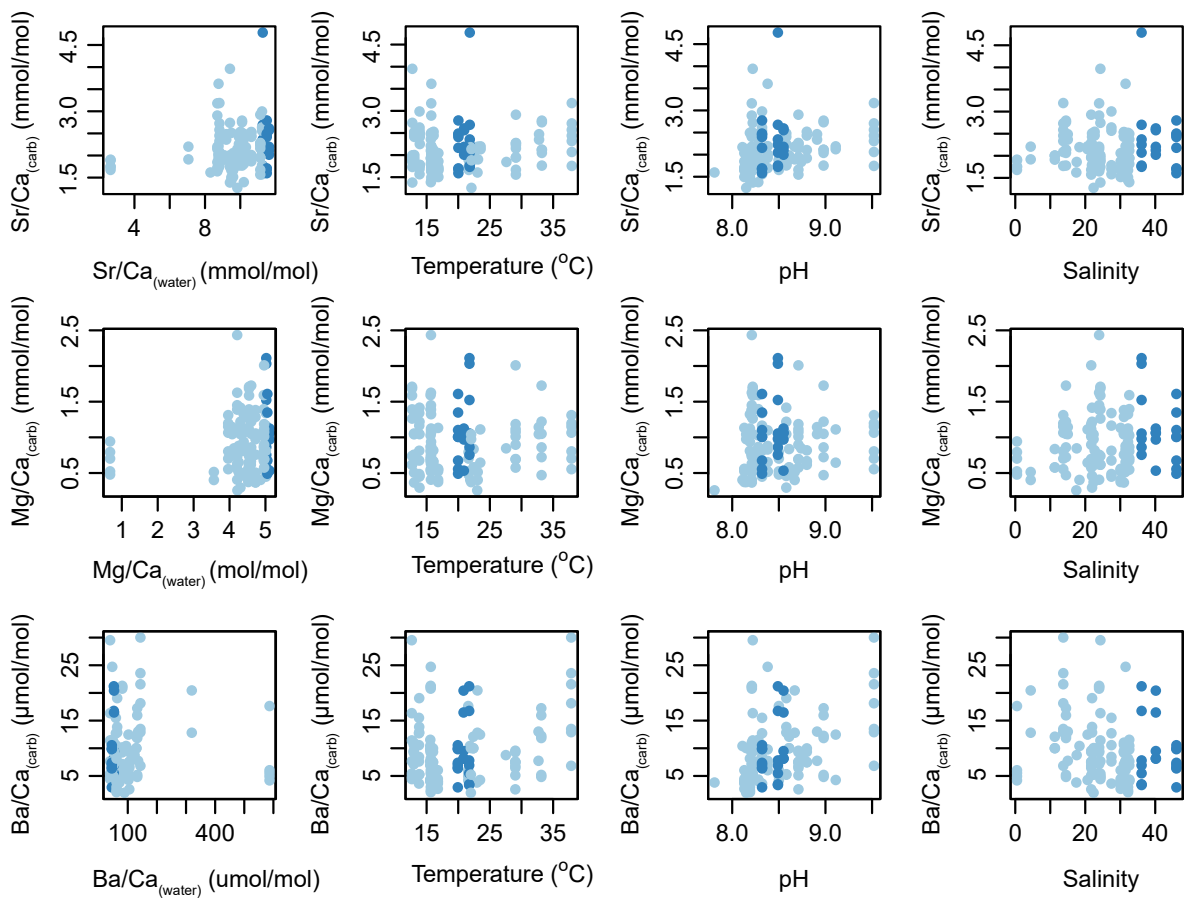 Sr/Ca(carb) (mmol/mol)
1.5 3.0 4.5
4 8
Sr/Ca(water) (mmol/mol)
Sr/Ca(carb) (mmol/mol)
1.5 3.0 4.5
15 25 35
Temperature (oC)
Sr/Ca(carb) (mmol/mol)
1.5 3.0 4.5
8.0 9.0
pH
Sr/Ca(carb) (mmol/mol)
1.5 3.0 4.5
0 20 40
Salinity
Mg/Ca(carb) (mmol/mol)
0.5 1.5 2.5
1 2 3 4 5
Mg/Ca(water) (mol/mol)
Mg/Ca(carb) (mmol/mol)
0.5 1.5 2.5
15 25 35
Temperature (oC)
Mg/Ca(carb) (mmol/mol)
0.5 1.5 2.5
8.0 9.0
pH
Mg/Ca(carb) (mmol/mol)
0.5 1.5 2.5
0 20 40
Salinity
Ba/Ca(carb) (µmol/mol)
5 15 25
100 400
Ba/Ca(water) (umol/mol)
Ba/Ca(carb) (µmol/mol)
5 15 25
15 25 35
Temperature (oC)
Ba/Ca(carb) (µmol/mol)
5 15 25
8.0 9.0
pH
Ba/Ca(carb) (µmol/mol)
5 15 25
0 20 40
Salinity